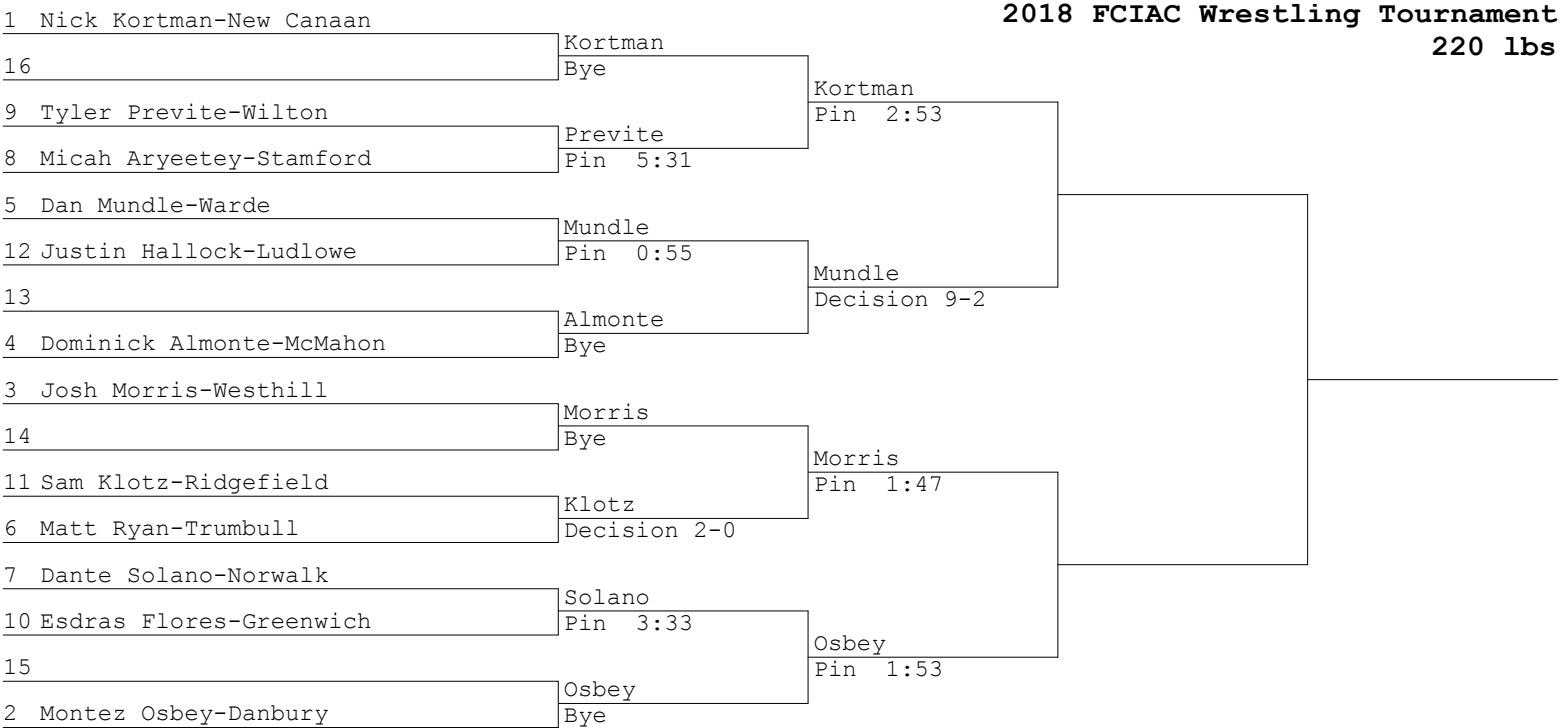 2018 FCIAC Wrestling Tournament
220 lbs
1 Nick Kortman-New Canaan
16
9 Tyler Previte-Wilton
8 Micah Aryeetey-Stamford
5 Dan Mundle-Warde
12 Justin Hallock-Ludlowe
13
4 Dominick Almonte-McMahon
3 Josh Morris-Westhill
14
11 Sam Klotz-Ridgefield
6 Matt Ryan-Trumbull
7 Dante Solano-Norwalk
10 Esdras Flores-Greenwich
15
2 Montez Osbey-Danbury
Kortman
Bye
Previte
Pin 5:31
Mundle
Pin 0:55
Almonte
Bye
Morris
Bye
Klotz
Decision 2-0
Solano
Pin 3:33
Osbey
Bye
Kortman
Pin 2:53
Mundle
Decision 9-2
Morris
Pin 1:47
Osbey
Pin 1:53